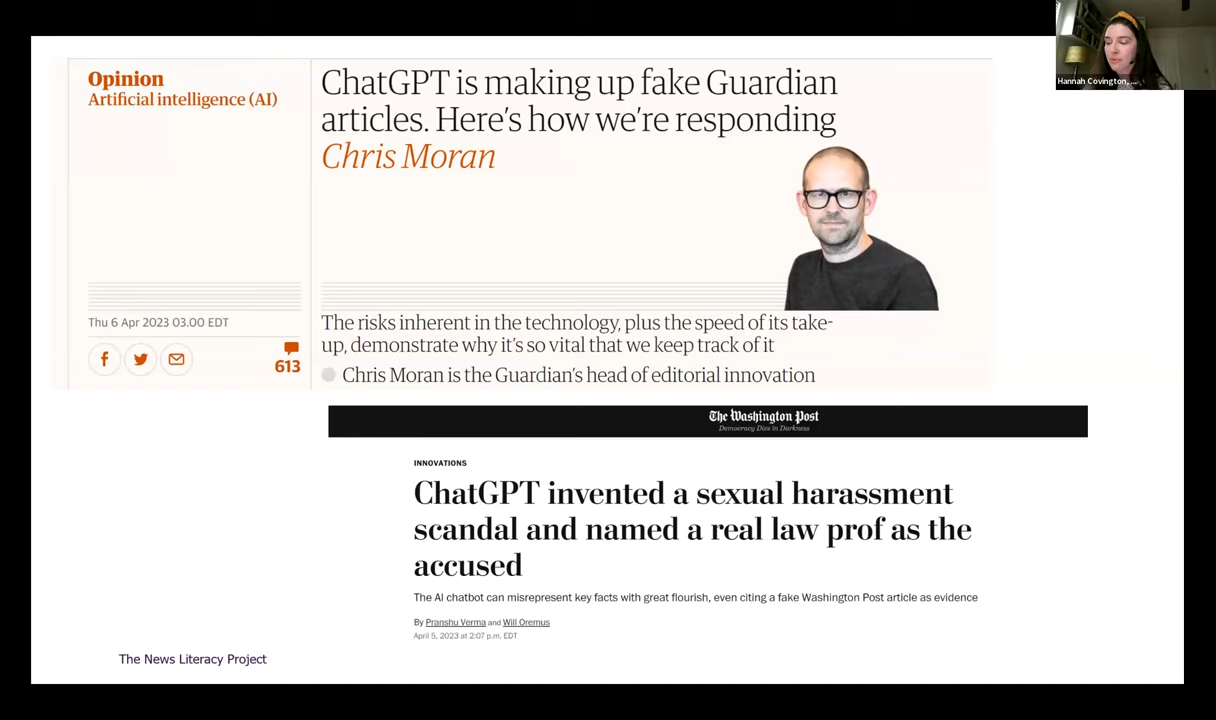 Hannah Covington, ...
Opinion
Artificial intelligence (AI)
ChatGPT is making up fake Guardian
articles. Here's how we're responding
Chris Moran
Thu 6 Apr 2023 03.00 EDT
613
The risks inherent in the technology, plus the speed of its take-
up, demonstrate why it's so vital that we keep track of it
Chris Moran is the Guardian's head of editorial innovation
The Washington Post
Democracy Dies in Darkness
INNOVATIONS
ChatGPT invented a sexual harassment
scandal and named a real law prof as the
accused
The AI chatbot can misrepresent key facts with great flourish, even citing a fake Washington Post article as evidence
By Pranshu Verma and Will Oremus
April 5, 2023 at 2:07 p.m. EDT
The News Literacy Project